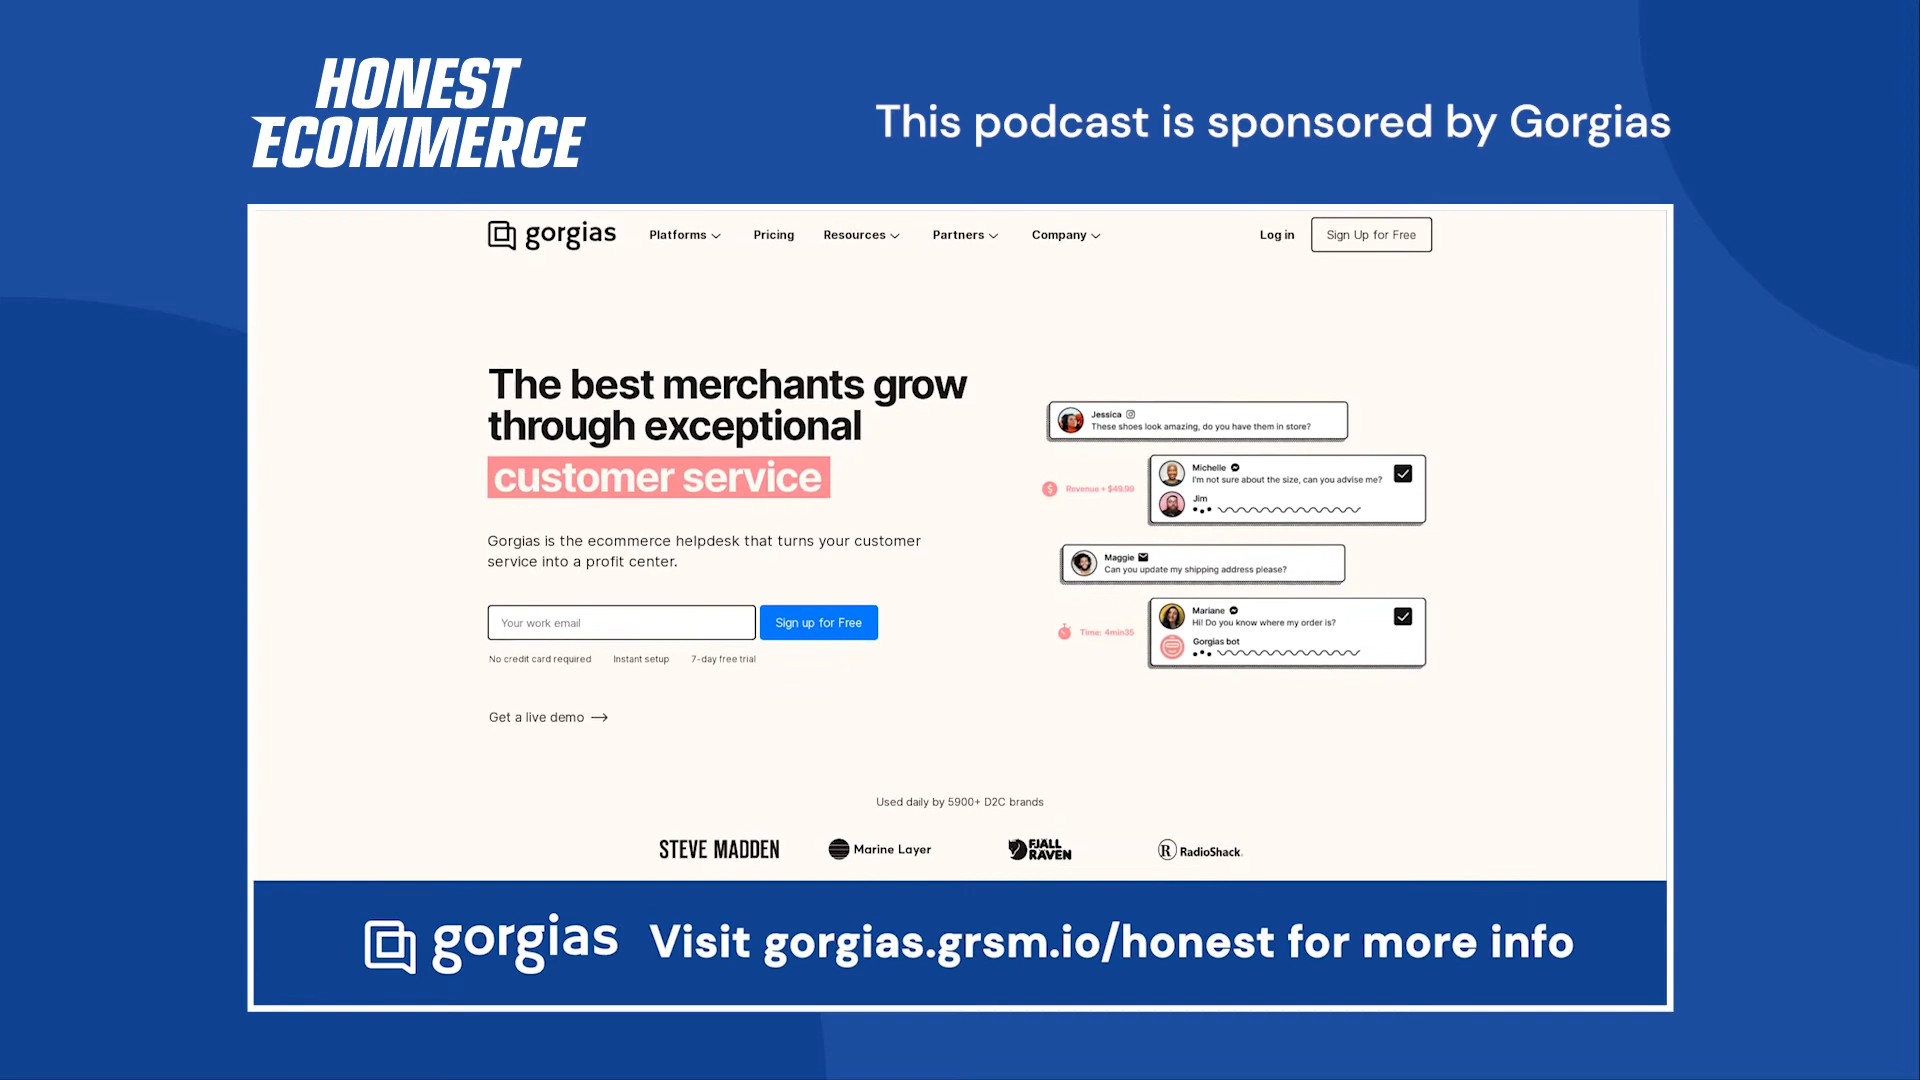 HONEST
ECOMMERCE
This podcast is sponsored by Gorgias
gorgias
Platforms
Pricing
Resources
Partners
Company
Log in
Sign Up for Free
The best merchants grow
through exceptional
customer service
Gorgias is the ecommerce helpdesk that turns your customer
service into a profit center.
Your work email
Sign up for Free
No credit card required
Instant setup
7-day free trial
Get a live demo
Jessica
These shoes look amazing, do you have them in store?
Revenue + $49,99
Michelle
I'm not sure about the size, can you advise me?
Jim
Maggie
Can you update my shipping address please?
Time: 4min35
Mariane
Hi! Do you know where my order is?
Gorgias bot
Used daily by 5900+ D2C brands
STEVE MADDEN
Marine Layer
FJÄLL
RAVEN
R RadioShack.
gorgias Visit gorgias.grsm.io/honest for more info